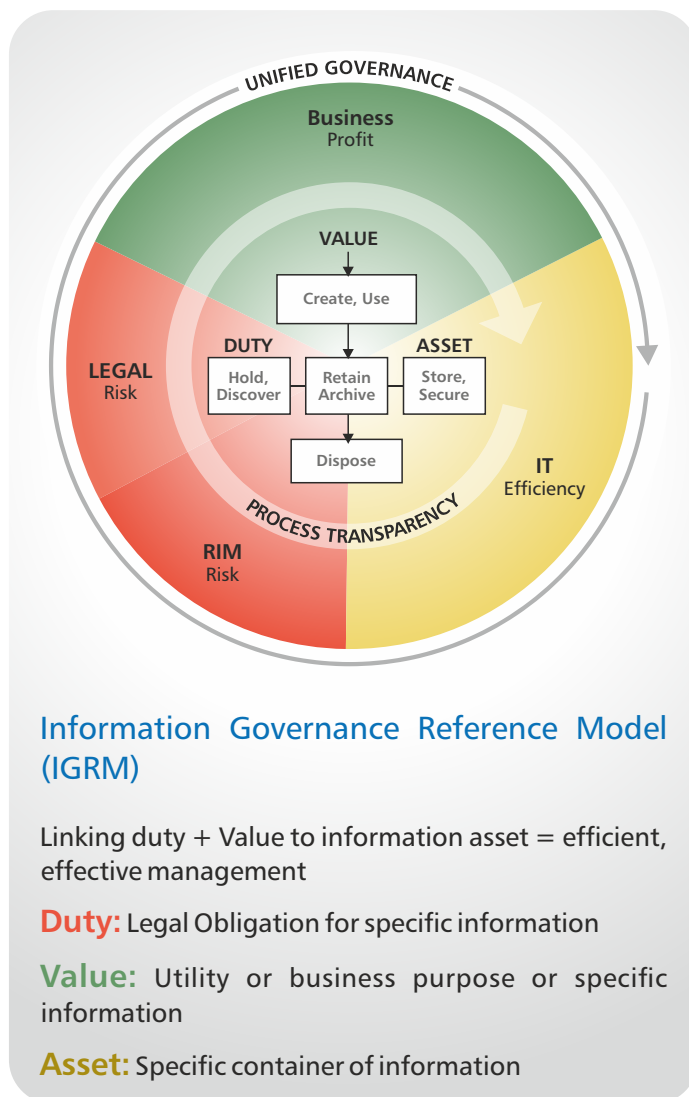 UNIFIED GOVERNANCE
Business
Profit
VALUE
Create, Use
DUTY
ASSET
LEGAL
Risk
Hold,
Discover
Retain
Archive
Store,
Secure
Dispose
IT
Efficiency
PROCESS TRANSPARENCY
RIM
Risk
Information Governance Reference Model
(IGRM)
Linking duty + Value to information asset = efficient,
effective management
Duty: Legal Obligation for specific information
Value: Utility or business purpose or specific
information
Asset: Specific container of information